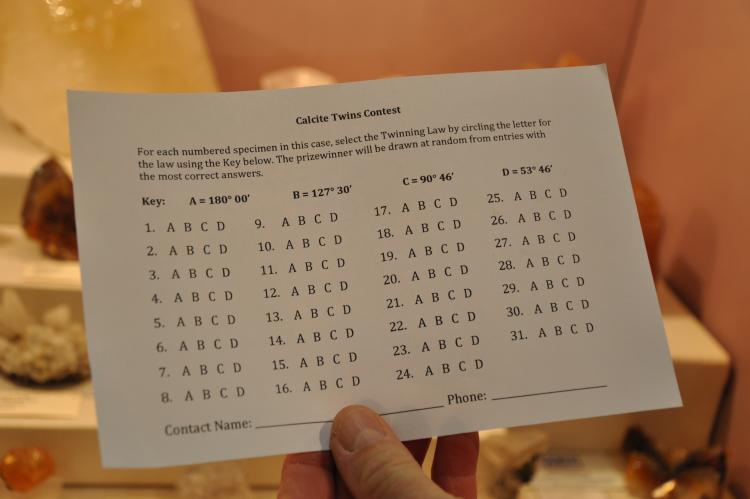 Calcite Twins Contest
For each numbered specimen in this case, select the Twinning Law by circling the letter for
the law using the Key below. The prizewinner will be drawn at random from entries with
the most correct answers.
Key: A = 180° 00’ B = 127° 30’ C = 90° 46’ D = 53° 46’
1. A B C D
2. A B C D
3. A B C D
4. A B C D
5. A B C D
6. A B C D
7. A B C D
8. A B C D
9. A B C D
10. A B C D
11. A B C D
12. A B C D
13. A B C D
14. A B C D
15. A B C D
16. A B C D
17. A B C D
18. A B C D
19. A B C D
20. A B C D
21. A B C D
22. A B C D
23. A B C D
24. A B C D
25. A B C D
26. A B C D
27. A B C D
28. A B C D
29. A B C D
30. A B C D
31. A B C D
Contact Name: Phone: